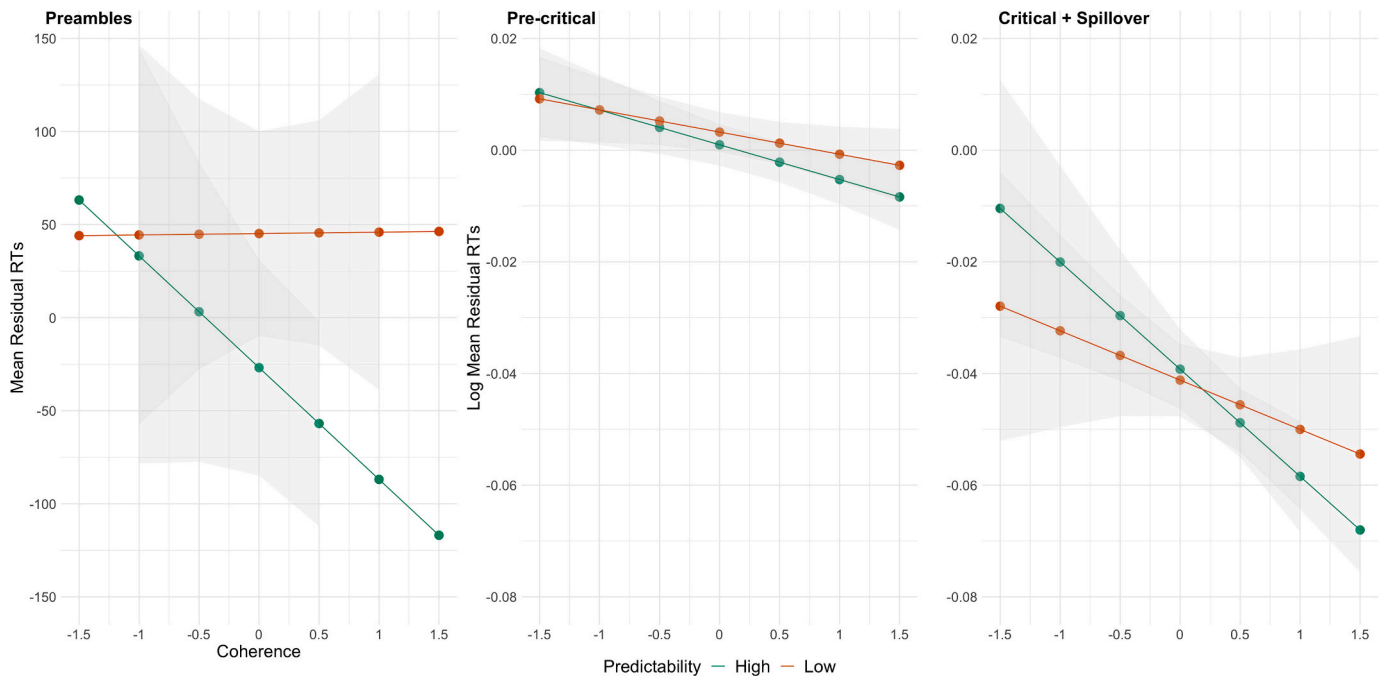 Preambles
Pre-critical
Critical + Spillover
Mean Residual RTs
150
100
50
0
-50
-100
-150
-1.5 -1 -0.5 0 0.5 1 1.5
Coherence
Log Mean Residual RTs
0.02
0.00
-0.02
-0.04
-0.06
-0.08
-1.5 -1 -0.5 0 0.5 1 1.5
0.02
0.00
-0.02
-0.04
-0.06
-0.08
-1.5 -1 -0.5 0 0.5 1 1.5
Predictability High Low